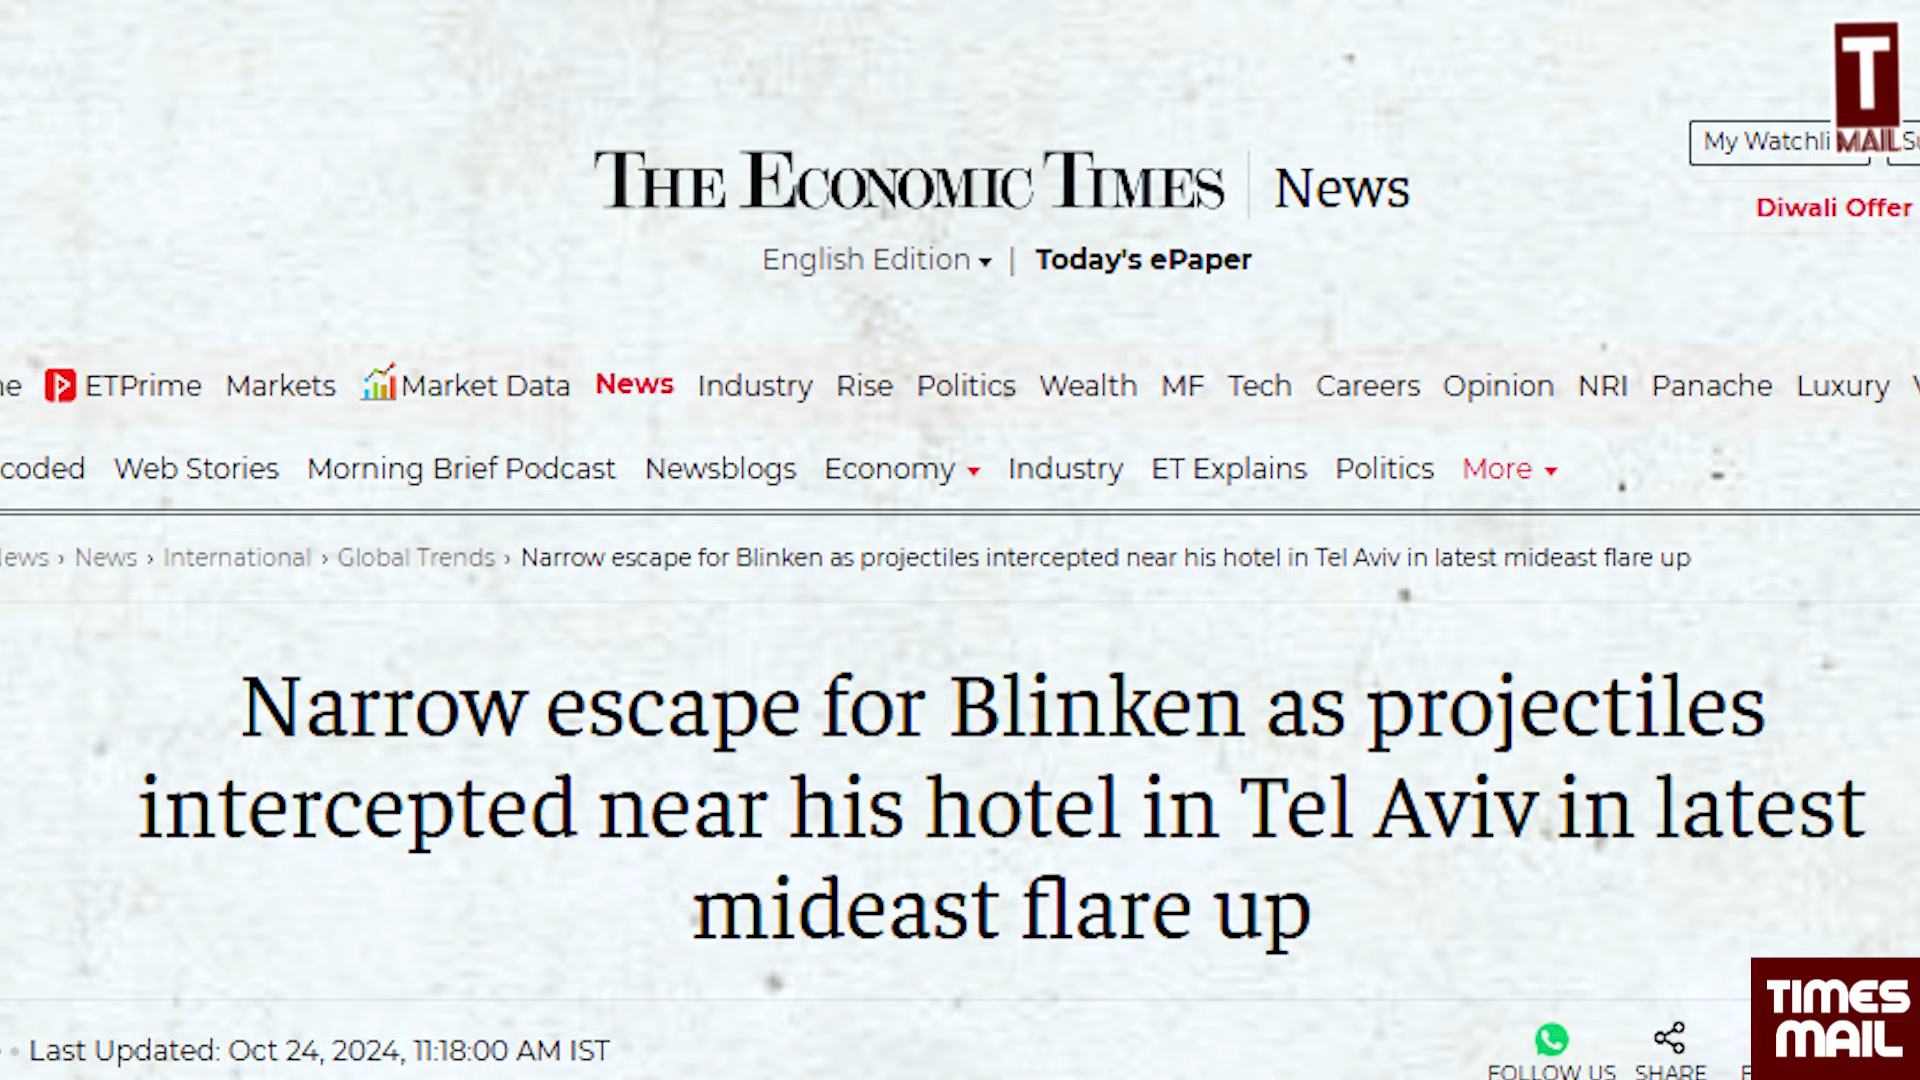 T
MAIL
My Watchli
THE ECONOMIC TIMES | News
Diwali Offer
English Edition | Today's ePaper
ETPrime Markets Market Data News Industry Rise Politics Wealth MF Tech Careers Opinion NRI Panache Luxury
coded Web Stories Morning Brief Podcast Newsblogs Economy Industry ET Explains Politics More
News › News › International › Global Trends › Narrow escape for Blinken as projectiles intercepted near his hotel in Tel Aviv in latest mideast flare up
Narrow escape for Blinken as projectiles
intercepted near his hotel in Tel Aviv in latest
mideast flare up
Last Updated: Oct 24, 2024, 11:18:00 AM IST
FOLLOW US SHARE
TIMES
MAIL